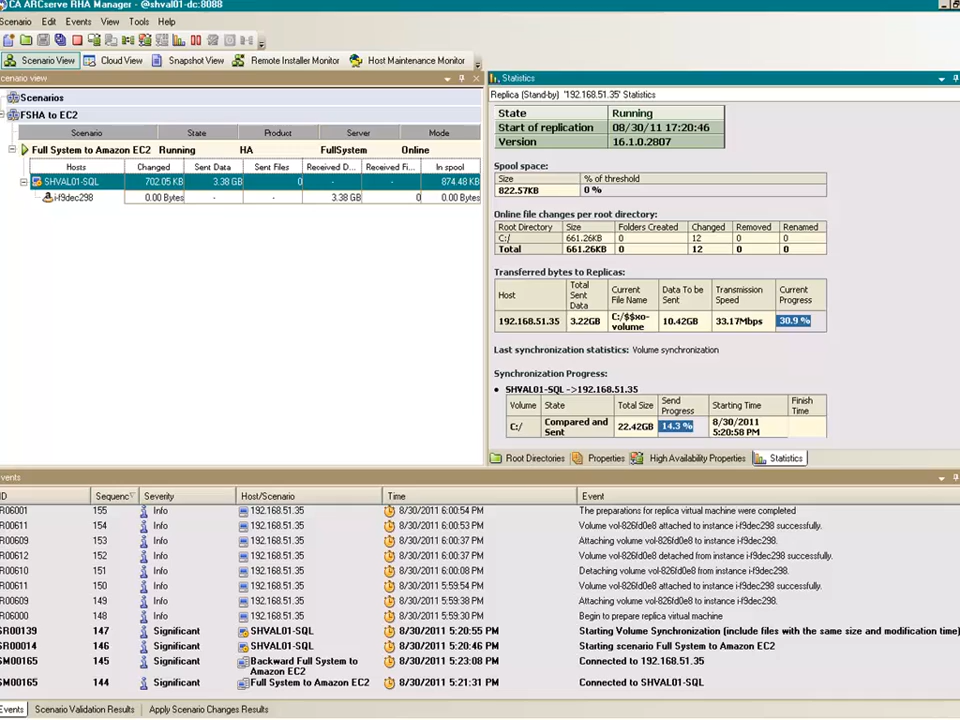 CA ARCserve RHA Manager - @shval01-dc:8088
Scenario Edit Events View Tools Help
Scenario View Cloud View Snapshot View Remote Installer Monitor Host Maintenance Monitor
cenario view
Scenarios
FSHA to EC2
Scenario State Product Server Mode
Full System to Amazon EC2 Running HA FullSystem Online
Hosts Changed Sent Data Sent Files Received D... Received Fi... In spool
SHVAL01-SQL 702.05 KB 3.38 GB 0 - - 874.48 KB
i-f9dec298 0.00 Bytes - - 3.38 GB 0 0.00 Bytes
Statistics
Replica (Stand-by) '192.168.51.35' Statistics
State Running
Start of replication 08/30/11 17:20:46
Version 16.1.0.2807
Spool space:
Size % of threshold
822.57KB 0 %
Online file changes per root directory:
Root Directory Size Folders Created Changed Removed Renamed
C:/ 661.26KB 0 12 0 0
Total 661.26KB 0 12 0 0
Transferred bytes to Replicas:
Host Total Sent Data Current File Name Data To be Sent Transmission Speed Current Progress
192.168.51.35 3.22GB C:/$$xo-volume 10.42GB 33.17Mbps 30.9 %
Last synchronization statistics: Volume synchronization
Synchronization Progress:
• SHVAL01-SQL ->192.168.51.35
Volume State Total Size Send Progress Starting Time Finish Time
C:/ Compared and Sent 22.42GB 14.3 % 8/30/2011 5:20:58 PM
Root Directories Properties High Availability Properties Statistics
vents
ID Sequenc Severity Host/Scenario Time Event
R06001 155 Info 192.168.51.35 8/30/2011 6:00:54 PM The preparations for replica virtual machine were completed
R00611 154 Info 192.168.51.35 8/30/2011 6:00:53 PM Volume vol-826fd0e8 attached to instance i-f9dec298 successfully.
R00609 153 Info 192.168.51.35 8/30/2011 6:00:37 PM Attaching volume vol-826fd0e8 to instance i-f9dec298.
R00612 152 Info 192.168.51.35 8/30/2011 6:00:37 PM Volume vol-826fd0e8 detached from instance i-f9dec298 successfully.
R00610 151 Info 192.168.51.35 8/30/2011 6:00:08 PM Detaching volume vol-826fd0e8 to instance i-f9dec298.
R00611 150 Info 192.168.51.35 8/30/2011 5:59:54 PM Volume vol-826fd0e8 attached to instance i-f9dec298 successfully.
R00609 149 Info 192.168.51.35 8/30/2011 5:59:38 PM Attaching volume vol-826fd0e8 to instance i-f9dec298.
R06000 148 Info 192.168.51.35 8/30/2011 5:59:30 PM Begin to prepare replica virtual machine
SR00139 147 Significant SHVAL01-SQL 8/30/2011 5:20:55 PM Starting Volume Synchronization (include files with the same size and modification time)
SR00014 146 Significant SHVAL01-SQL 8/30/2011 5:20:46 PM Starting scenario Full System to Amazon EC2
SM00165 145 Significant Backward Full System to Amazon EC2 8/30/2011 5:23:08 PM Connected to 192.168.51.35
SM00165 144 Significant Full System to Amazon EC2 8/30/2011 5:21:31 PM Connected to SHVAL01-SQL
Events Scenario Validation Results Apply Scenario Changes Results